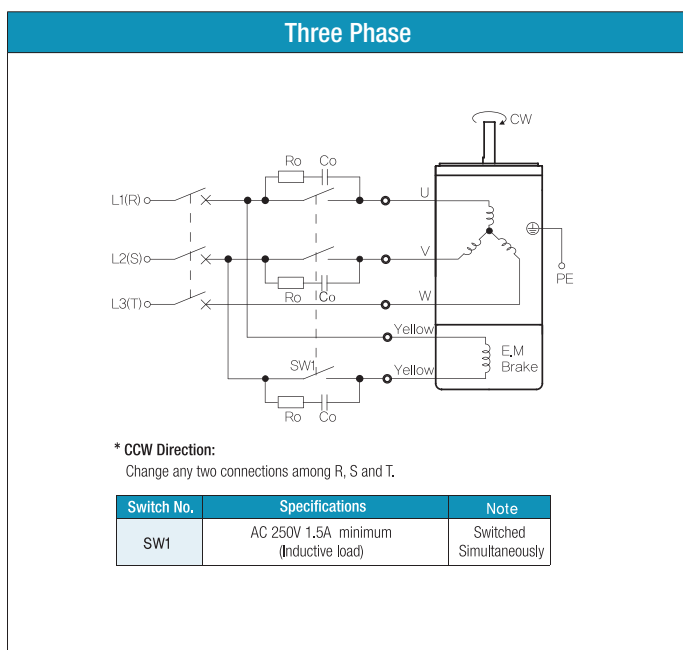 Three Phase
CW
Ro Co
L1(R)
U
L2(S)
V
PE
Ro Co
L3(T)
W
Yellow
E.M
Brake
SW1
Yellow
Ro Co
* CCW Direction:
Change any two connections among R, S and T.
Switch No. Specifications Note
SW1 AC 250V 1.5A minimum Switched
(Inductive load) Simultaneously